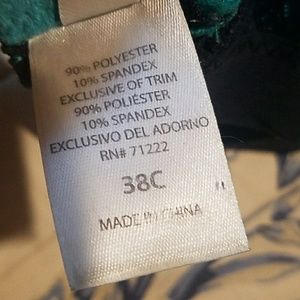 90% POLYESTER
10% SPANDEX
EXCLUSIVE OF TRIM
90% POLIÉSTER
10% SPANDEX
EXCLUSIVO DEL ADORNO
RN# 71222
38C
MADE IN CHINA